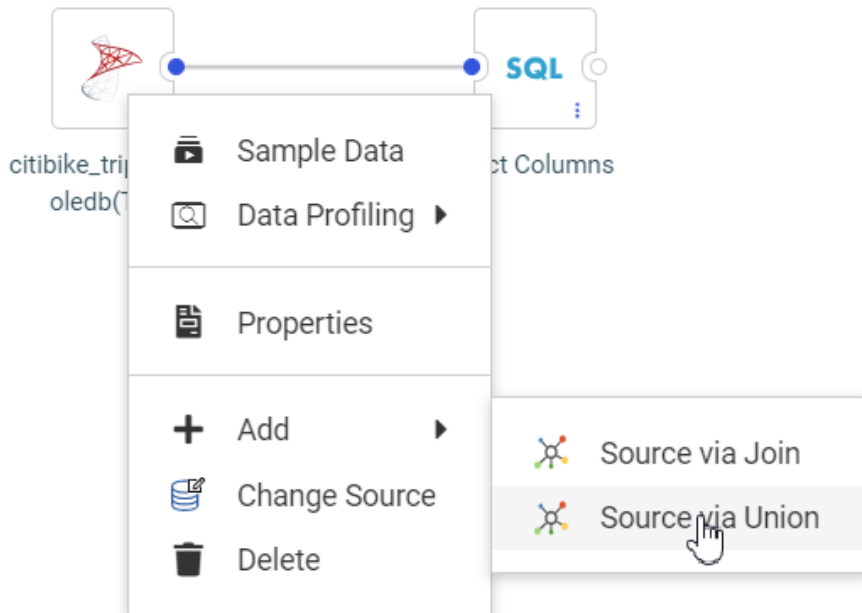 SQL
citibike_tri
ct Columns
oledb(
Sample Data
Data Profiling
Properties
Add
Source via Join
Change Source
Source via Union
Delete